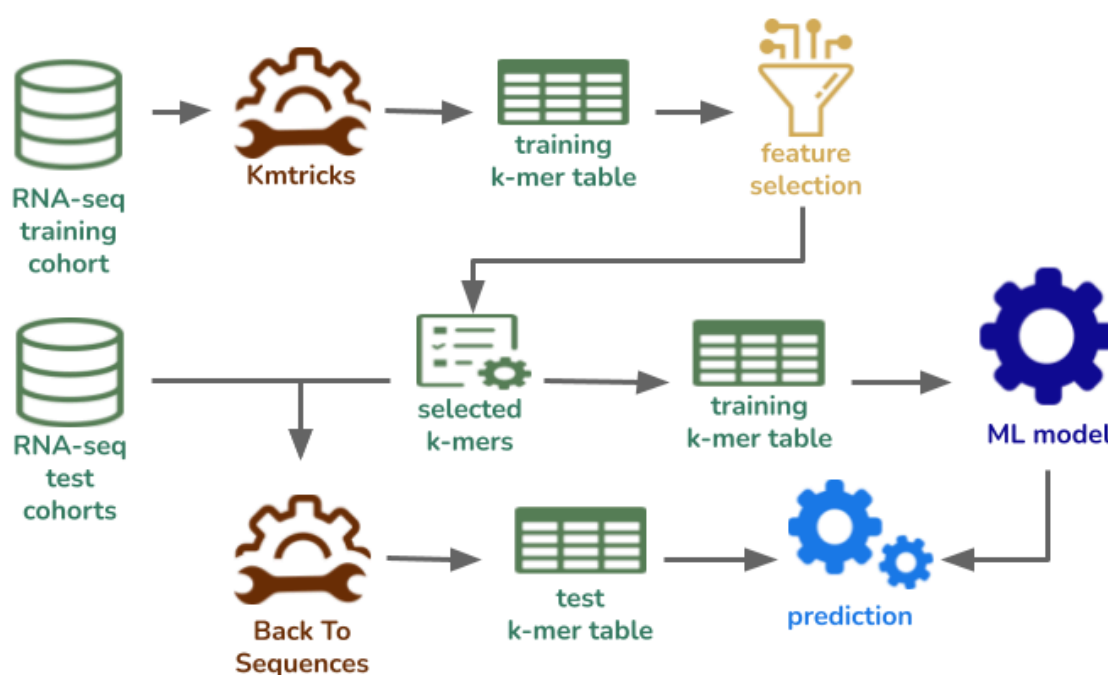 RNA-seq
training
cohort
Kmtricks
training
k-mer table
feature
selection
RNA-seq
test
cohorts
selected
k-mers
training
k-mer table
ML model
Back To
Sequences
test
k-mer table
prediction